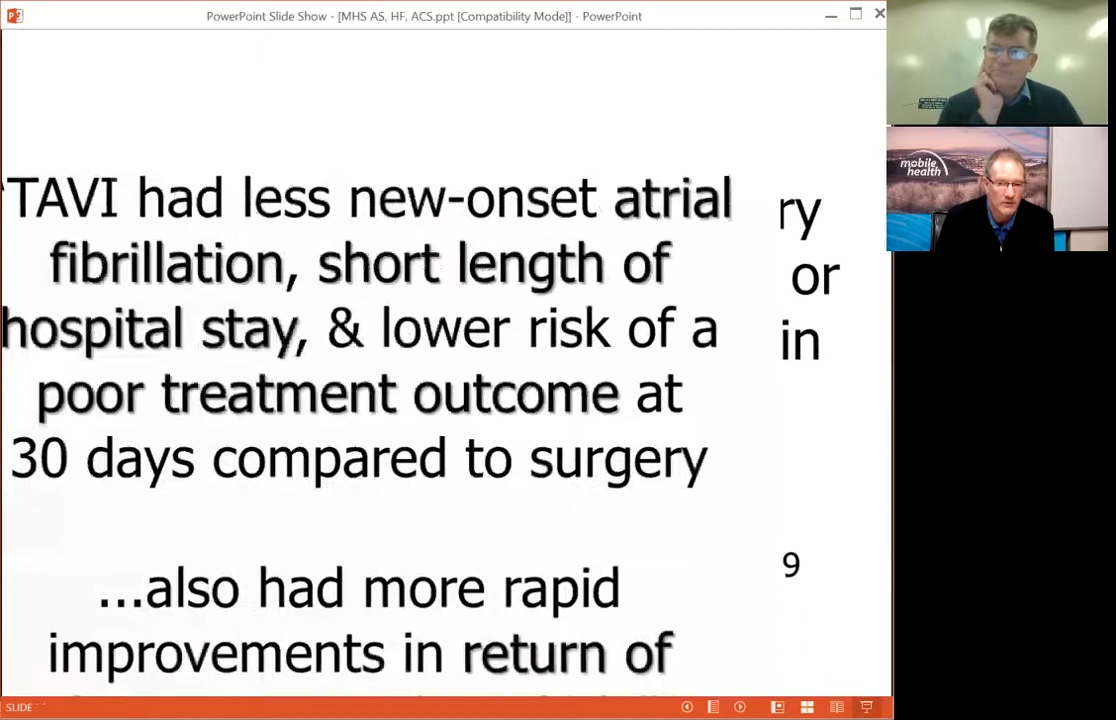 PowerPoint Slide Show - [MHS AS, HF, ACS.ppt [Compatibility Mode]] - PowerPoint
mobile
health
TAVI had less new-onset atrial
fibrillation, short length of
hospital stay, & lower risk of a
poor treatment outcome at
30 days compared to surgery
...also had more rapid
improvements in return of
ry
or
in
9
SLIDE